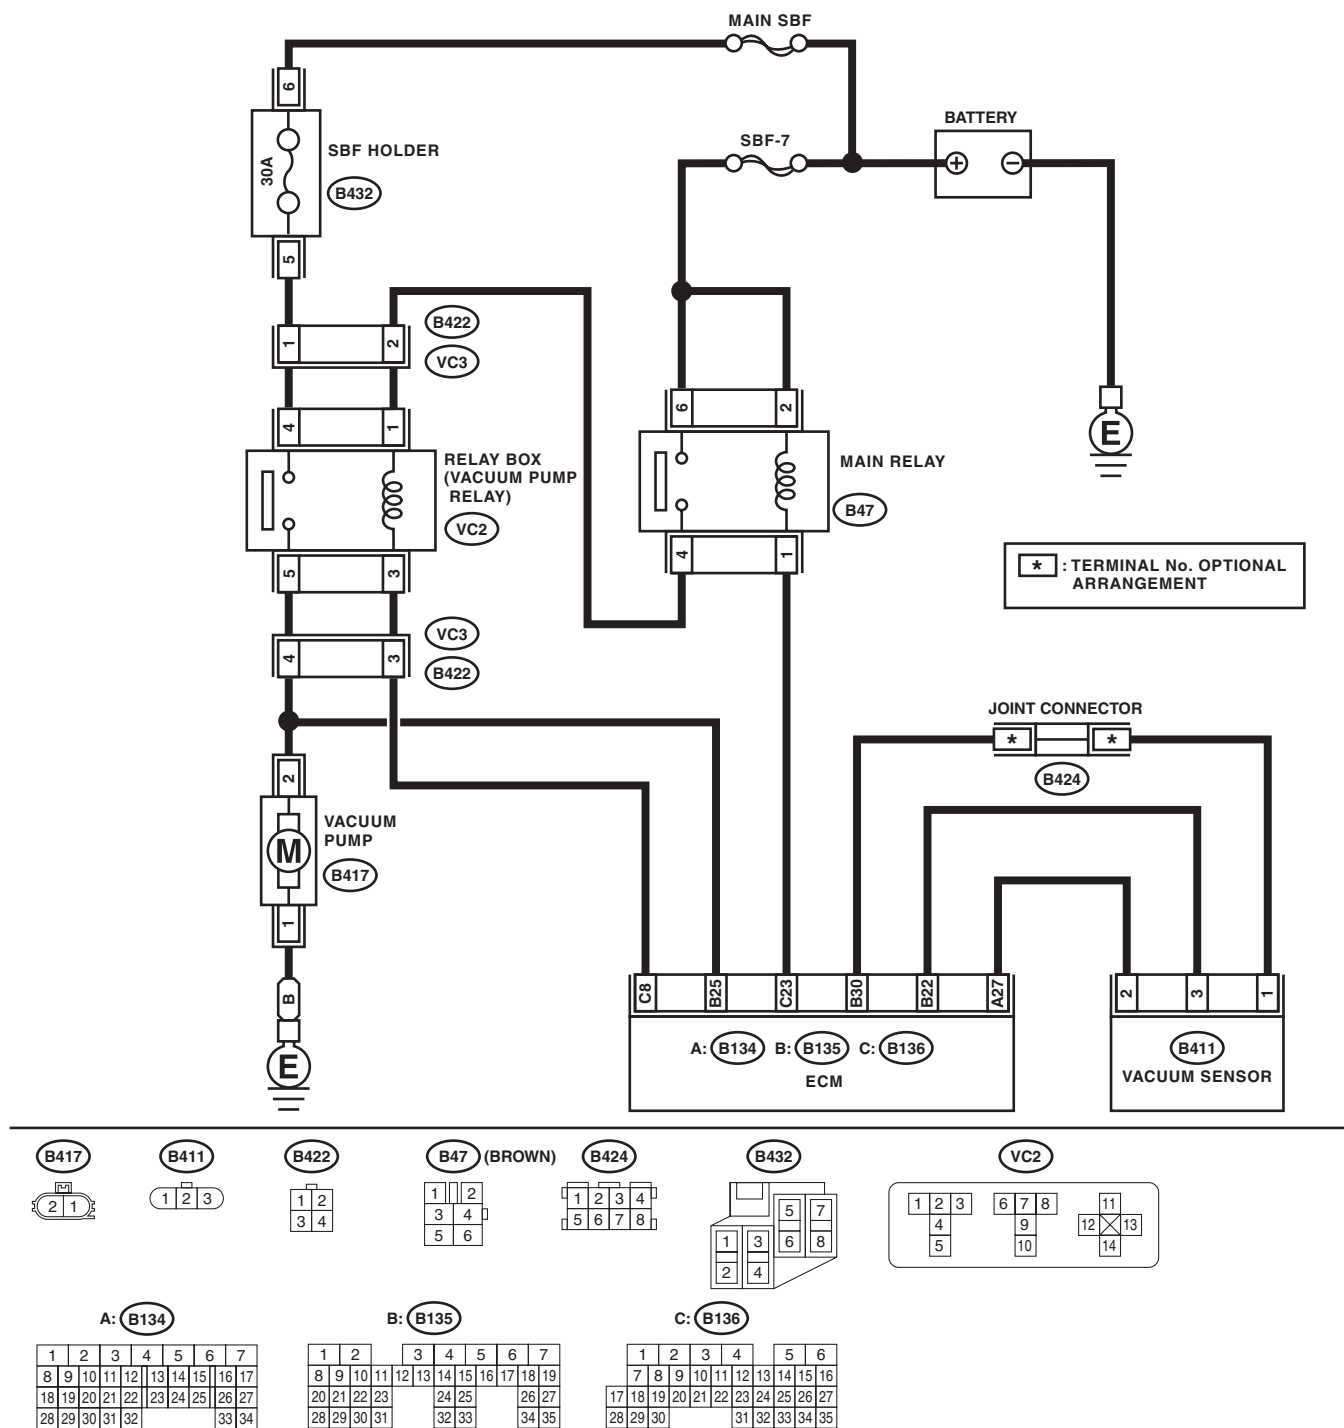 MAIN SBF
6
BATTERY
SBF-7
30A
SBF HOLDER
B432
+ −
5
1 2
B422
VC3
6 2
4 1
E
RELAY BOX
(VACUUM PUMP
RELAY)
VC2
MAIN RELAY
B47
4 1
* : TERMINAL No. OPTIONAL
ARRANGEMENT
5 3
4 3
VC3
B422
JOINT CONNECTOR
* *
B424
2
M
VACUUM
PUMP
B417
1
B
E
C8 B25 C23 B30 B22 A27
2 3 1
A: B134 B: B135 C: B136
ECM
B411
VACUUM SENSOR
B417
2 1
B411
1 2 3
B422
1 2
3 4
B47 (BROWN)
1 2
3 4
5 6
B424
1 2 3 4
5 6 7 8
B432
5 7
6 8
1 3
2 4
VC2
1 2 3 6 7 8 11
4 9 12 13
5 10 14
A: B134
1 2 3 4 5 6 7
8 9 10 11 12 13 14 15 16 17
18 19 20 21 22 23 24 25 26 27
28 29 30 31 32 33 34
B: B135
1 2 3 4 5 6 7
8 9 10 11 12 13 14 15 16 17 18 19
20 21 22 23 24 25 26 27
28 29 30 31 32 33 34 35
C: B136
1 2 3 4 5 6
7 8 9 10 11 12 13 14 15 16
17 18 19 20 21 22 23 24 25 26 27
28 29 30 31 32 33 34 35